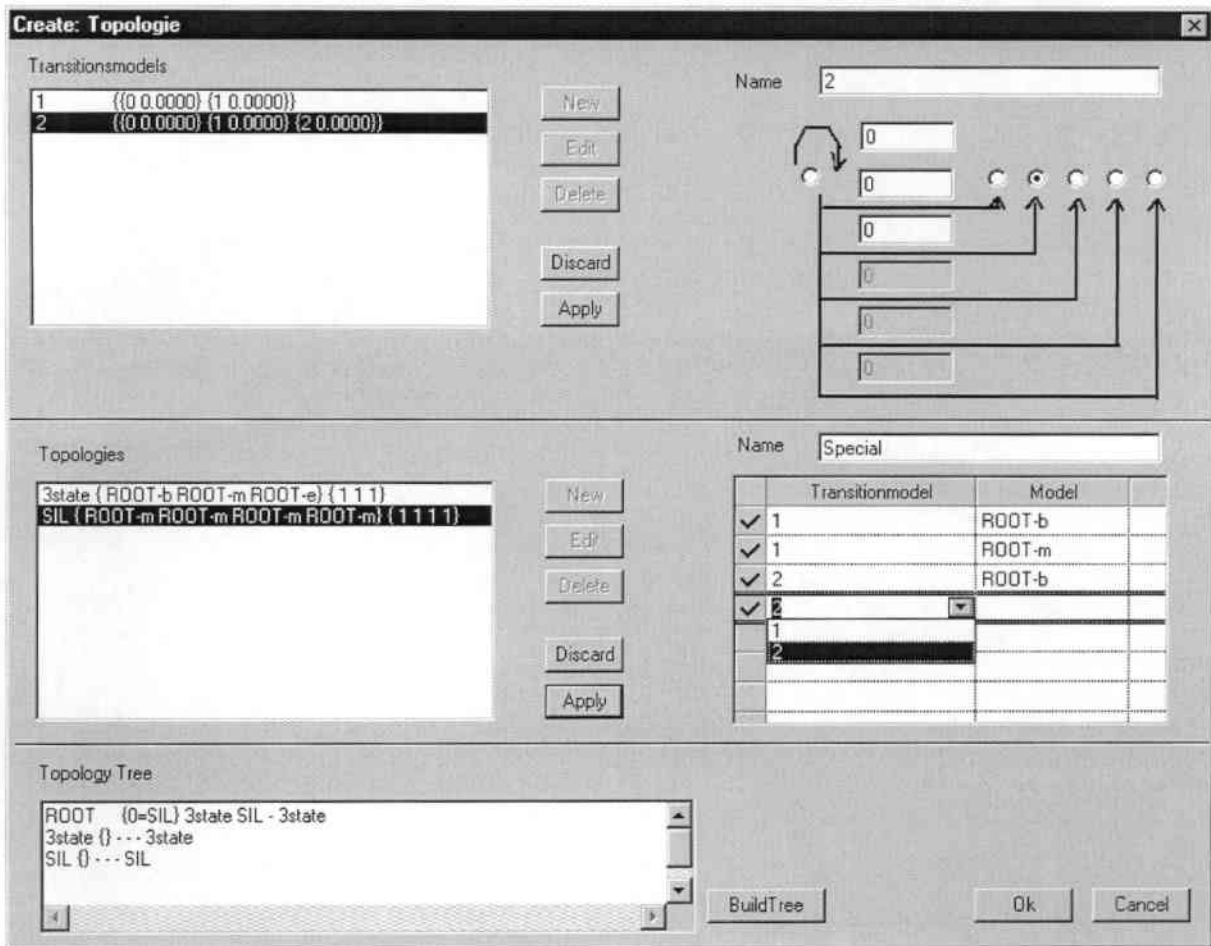 Create: Topologie
Transitionsmodels
1 {{0 0.0000} {1 0.0000}}
2 {{0 0.0000} {1 0.0000} {2 0.0000}}
New
Edit
Delete
Discard
Apply
Name 2
0
0
0
0
0
0
Topologies
3state { ROOT-b ROOT-m ROOT-e} { 1 1 1}
SIL { ROOT-m ROOT-m ROOT-m ROOT-m} { 1 1 1 1}
New
Edit
Delete
Discard
Apply
Name Special
Transitionmodel Model
1 ROOT-b
1 ROOT-m
2 ROOT-b
2
1
2
Topology Tree
ROOT {0=SIL} 3state SIL - 3state
3state {} - - - 3state
SIL {} - - - SIL
BuildTree
Ok
Cancel